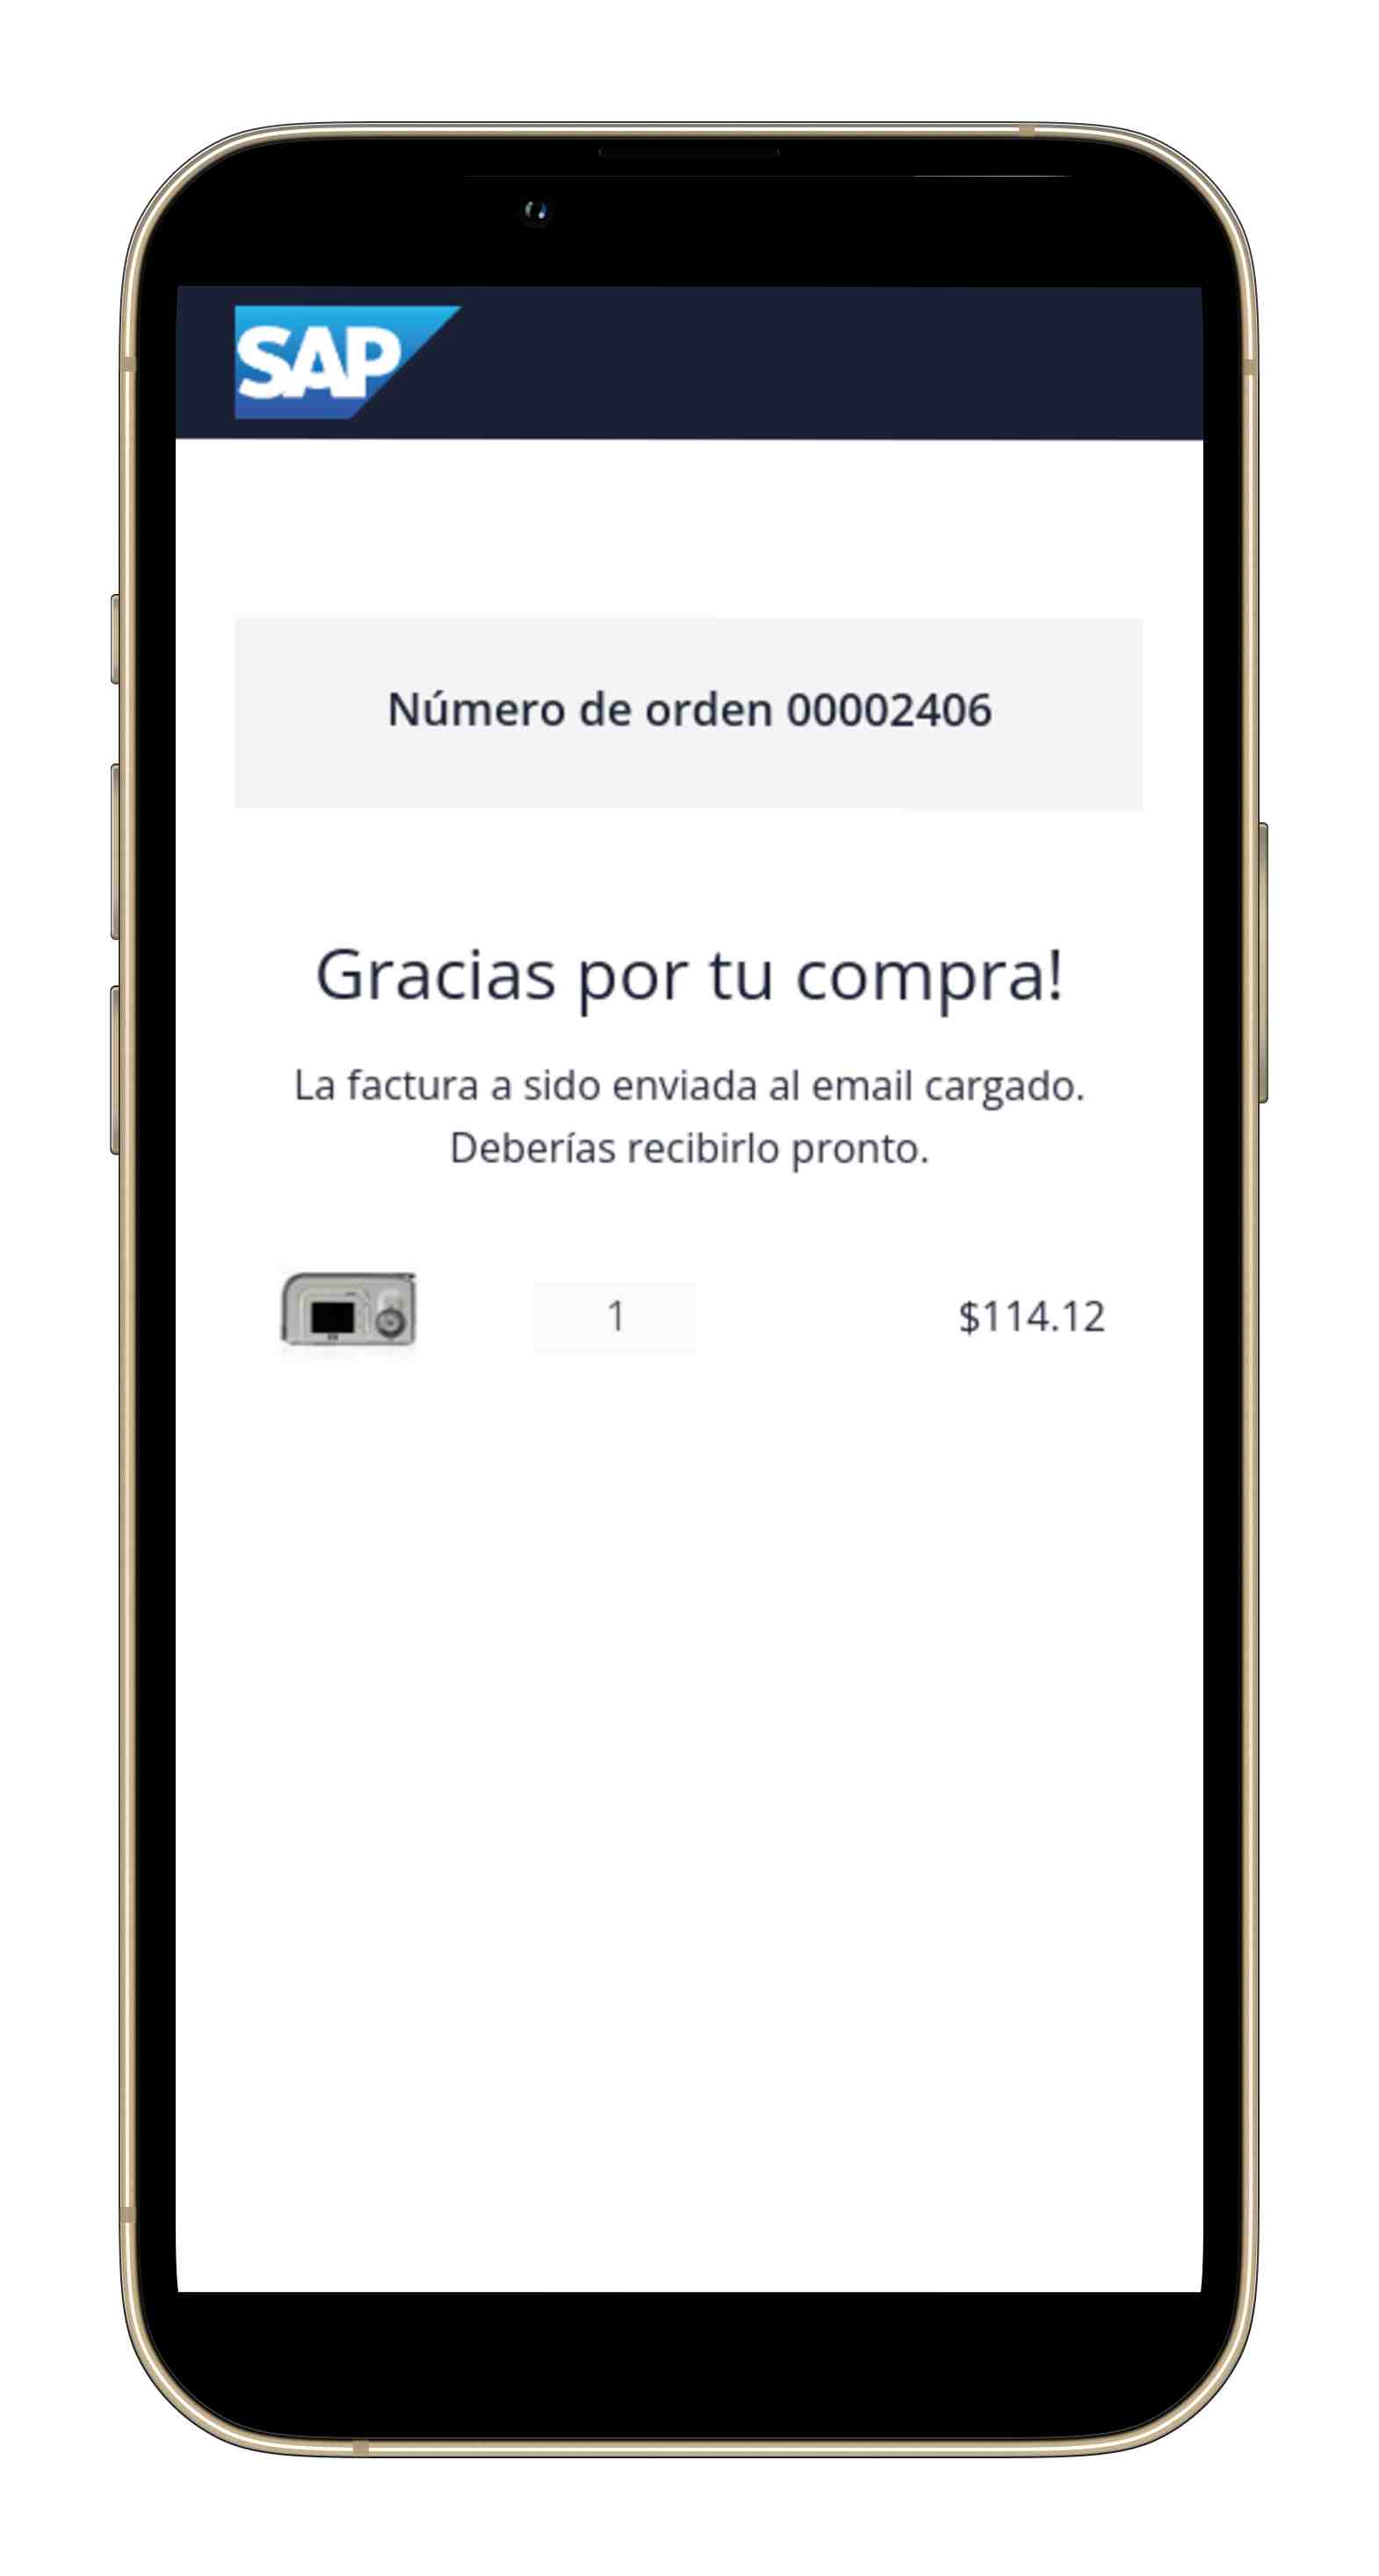 SAP
Número de orden 00002406
Gracias por tu compra!
La factura a sido enviada al email cargado.
Deberías recibirlo pronto.
1 $114.12